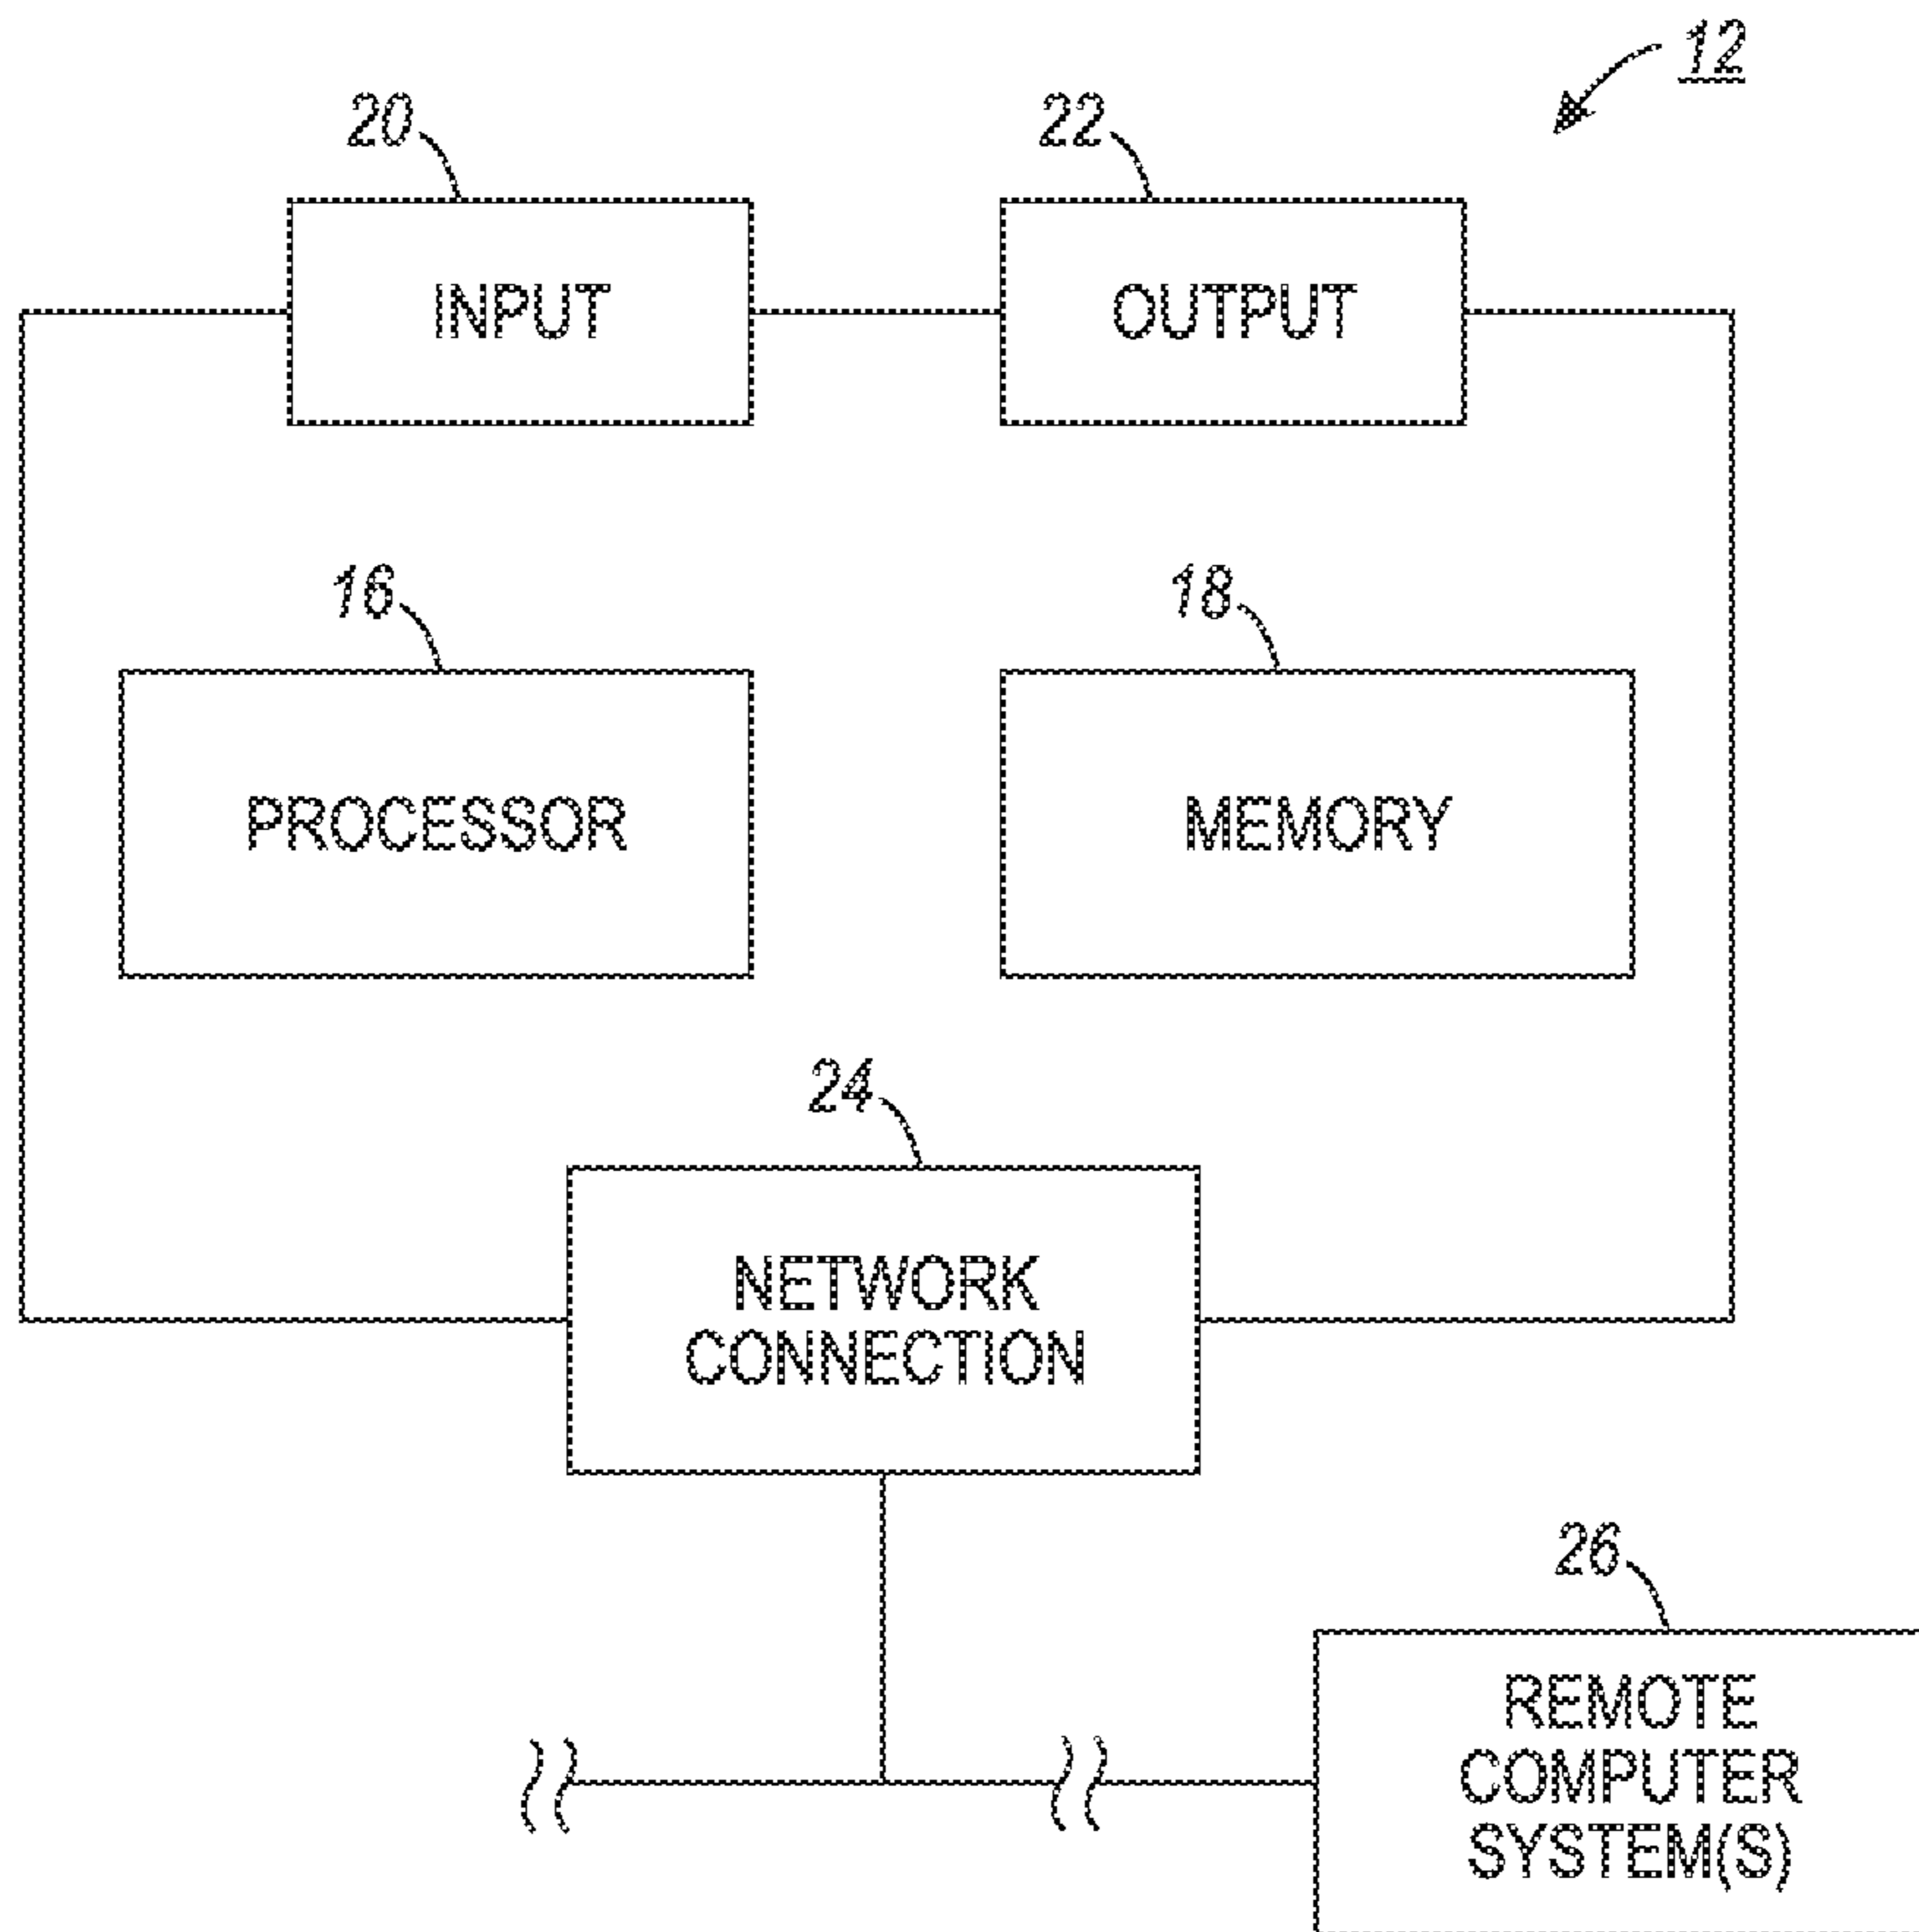 12
20
22
INPUT
OUTPUT
16
18
PROCESSOR
MEMORY
24
NETWORK
CONNECTION
26
REMOTE
COMPUTER
SYSTEM(S)